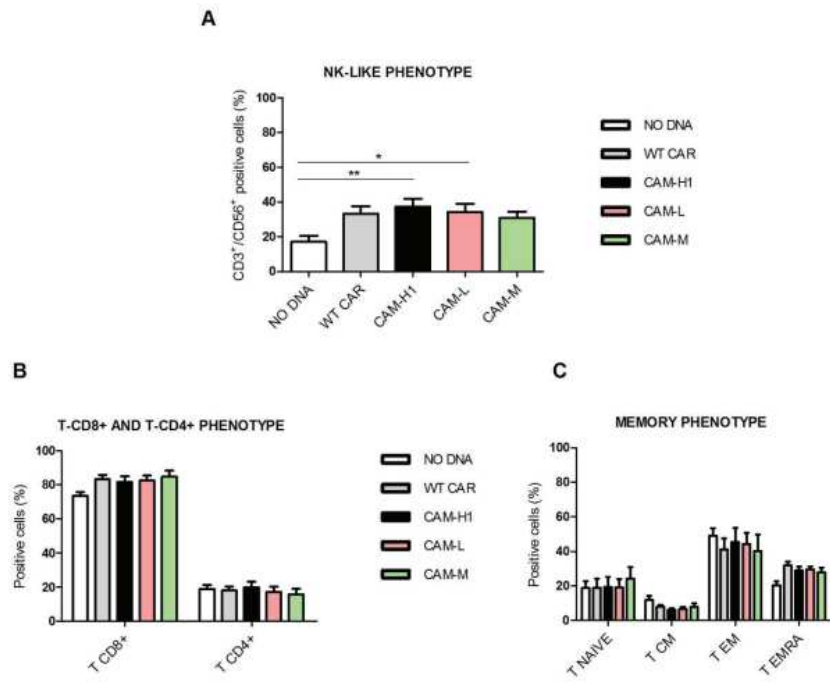 A
NK-LIKE PHENOTYPE
CD3+/CD56+ positive cells (%)
100
80
60
40
20
0
*
**
NO DNA
WT CAR
CAM-H1
CAM-L
CAM-M
NO DNA
WT CAR
CAM-H1
CAM-L
CAM-M
B
T-CD8+ AND T-CD4+ PHENOTYPE
Positive cells (%)
100
80
60
40
20
0
T CD8+
T CD4+
NO DNA
WT CAR
CAM-H1
CAM-L
CAM-M
C
MEMORY PHENOTYPE
Positive cells (%)
100
80
60
40
20
0
T NAIVE
T CM
T EM
T EMRA